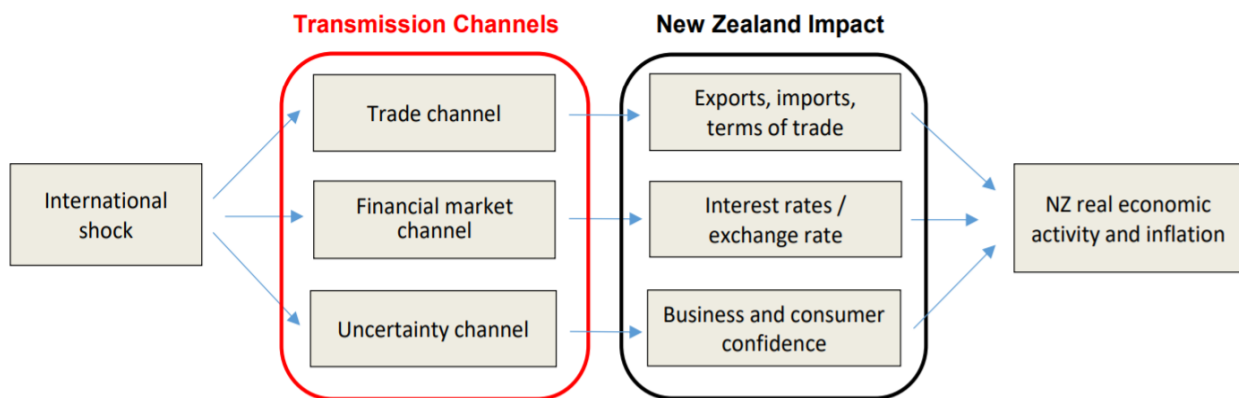 Transmission Channels
New Zealand Impact
International
shock
Trade channel
Financial market
channel
Uncertainty channel
Exports, imports,
terms of trade
Interest rates /
exchange rate
Business and consumer
confidence
NZ real economic
activity and inflation